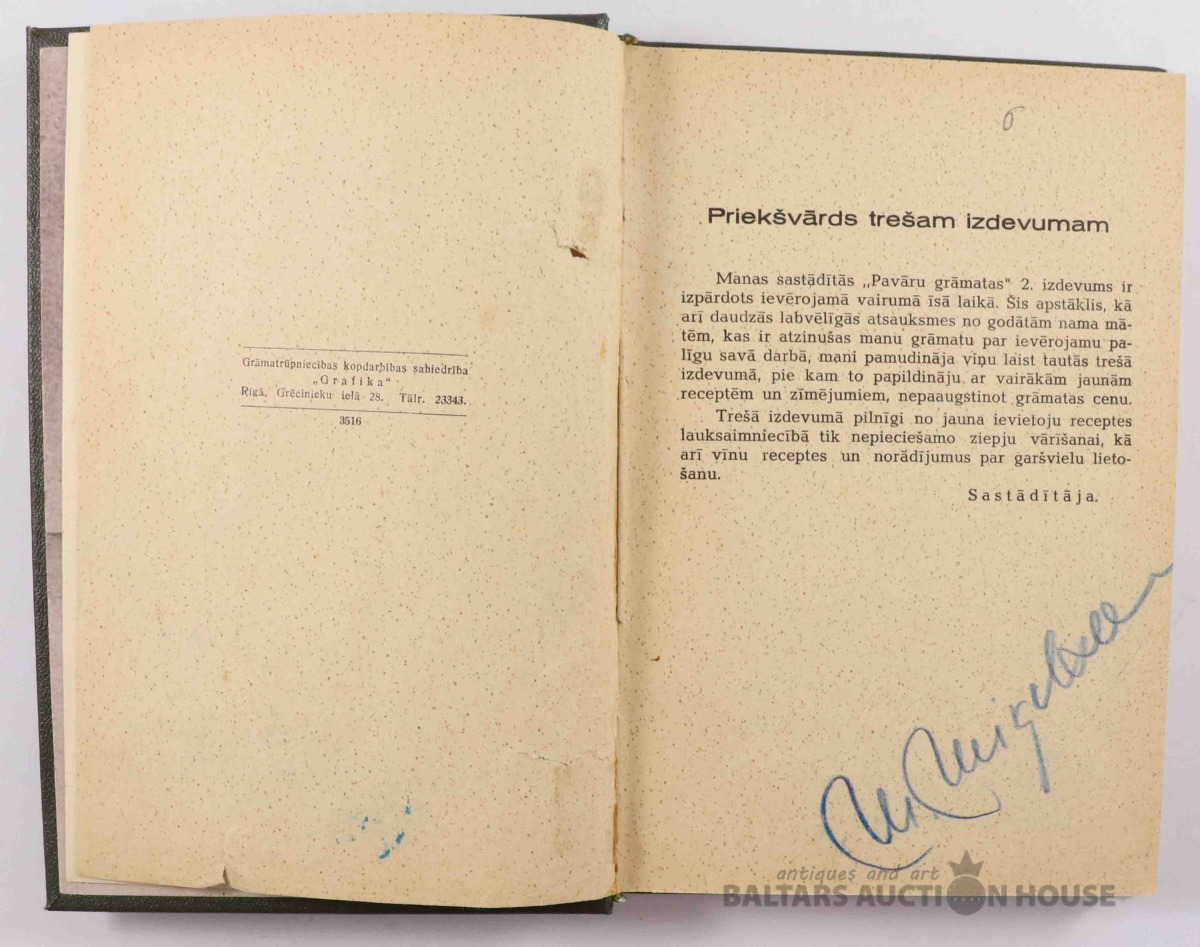 Grāmatrūpniecības kopdarbības sabiedrība
„Grafika“
Rīgā, Grēcinieku ielā 28. Tālr. 23343.
3516
6
Priekšvārds trešam izdevumam
Manas sastādītās „Pavāru grāmatas“ 2. izdevums ir
izpārdots ievērojamā vairumā īsā laikā. Šis apstāklis, kā
arī daudzās labvēlīgās atsauksmes no godātām nama mā-
tēm, kas ir atzinušas manu grāmatu par ievērojamu pa-
līgu savā darbā, mani pamudināja viņu laist tautās trešā
izdevumā, pie kam to papildināju ar vairākām jaunām
receptēm un zīmējumiem, nepaaugstinot grāmatas cenu.
Trešā izdevumā pilnīgi no jauna ievietoju receptes
lauksaimniecībā tik nepieciešamo ziepju vārīšanai, kā
arī vīnu receptes un norādījumus par garšvielu lieto-
šanu.
Sastādītāja.
antiques and art
BALTARS AUCTION HOUSE